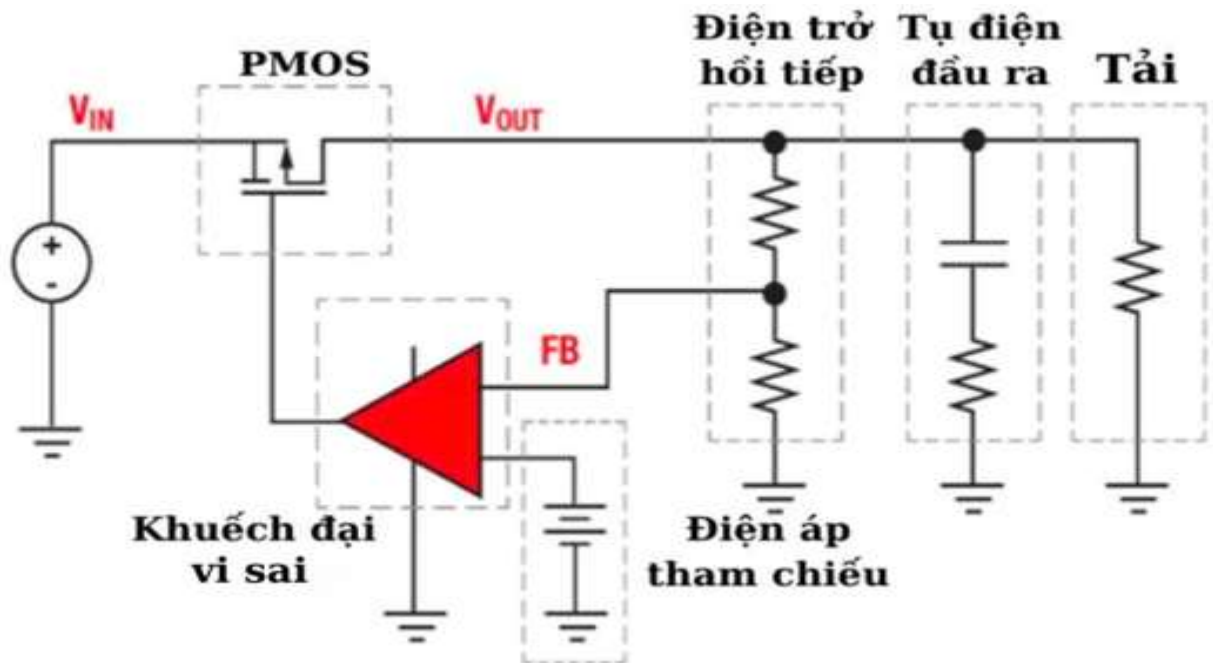 Điện trở
hồi tiếp
Tụ điện
đầu ra
Tải
PMOS
VIN
VOUT
+
-
FB
Khuếch đại
vi sai
Điện áp
tham chiếu